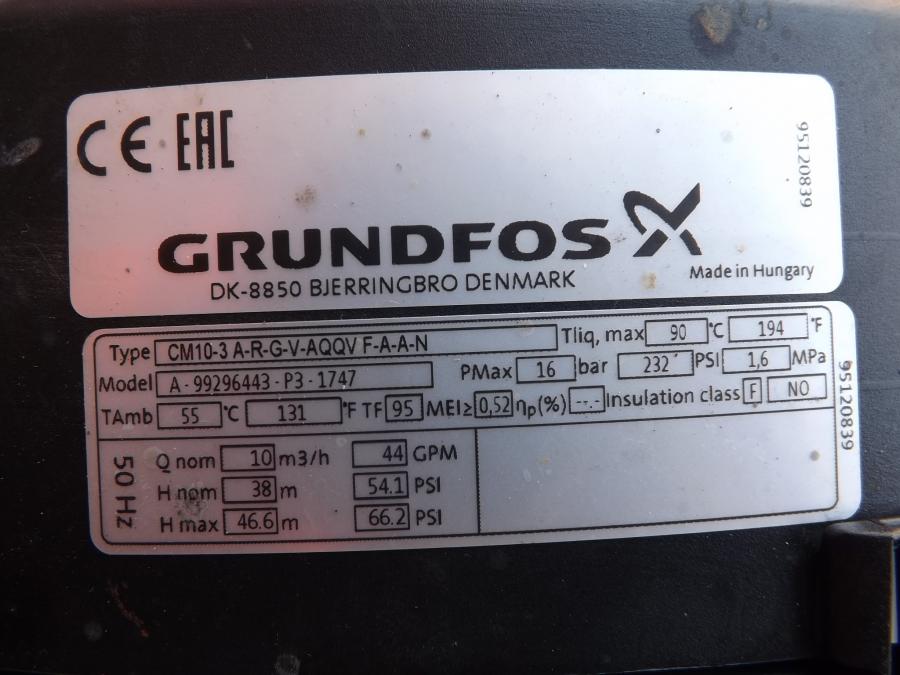 CE EAC
95120839
GRUNDFOS
DK-8850 BJERRINGBRO DENMARK
Made in Hungary
Type CM10-3 A-R-G-V-AQQV F-A-A-N Tliq, max 90 °C 194 °F
Model A - 99296443 - P3 - 1747 PMax 16 bar 232 PSI 1,6 MPa
TAmb 55 °C 131 °F TF 95 MEI≥ 0,52 ηp(%) --.- Insulation class F NO
95120839
50 Hz
Q nom 10 m3/h 44 GPM
H nom 38 m 54.1 PSI
H max 46.6 m 66.2 PSI